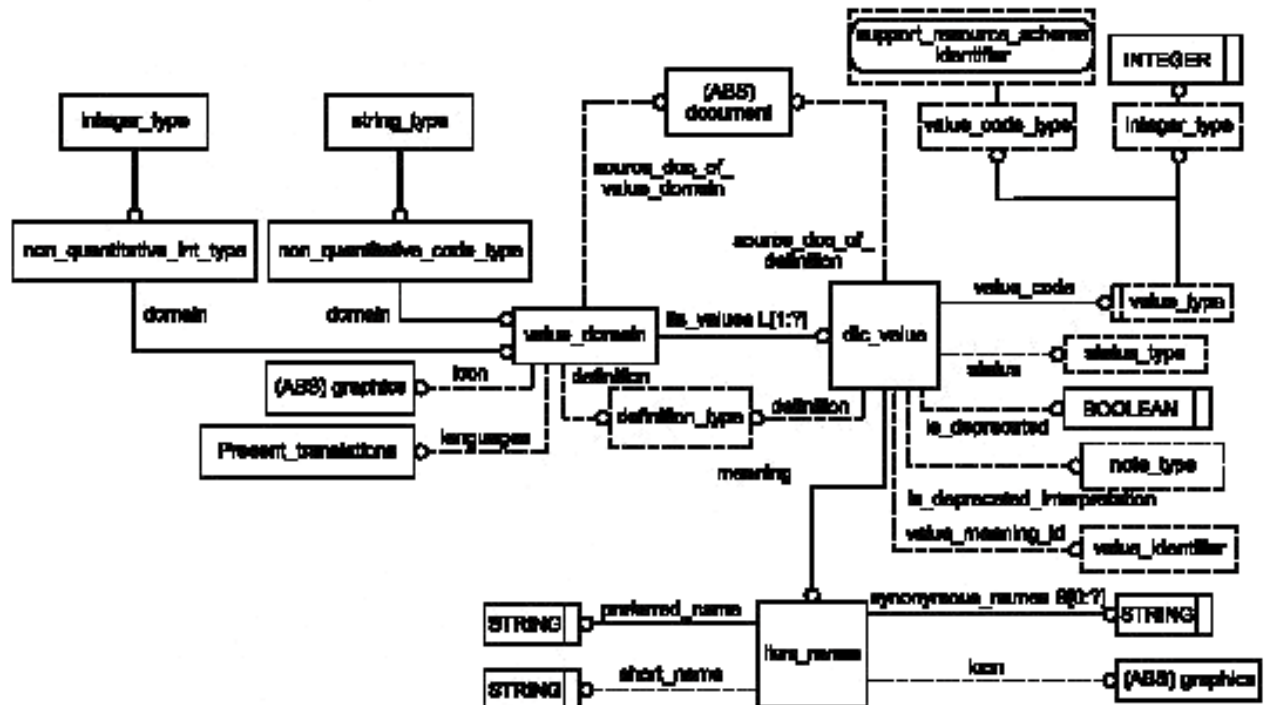 support_resource_schema
identifier
INTEGER
(ABS)
document
integer_type
string_type
value_code_type
integer_type
source_doc_of_
value_domain
non_quantitative_int_type
non_quantitative_code_type
source_doc_of_
definition
value_code
value_type
domain
domain
its_values L[1:?]
value_domain
dic_value
status_type
status
(ABS) graphics
icon
definition
definition_type
definition
BOOLEAN
is_deprecated
Present_translations
languages
note_type
meaning
is_deprecated_interpretation
value_meaning_id
value_identifier
STRING
preferred_name
synonymous_names S[0:?]
STRING
item_names
STRING
short_name
icon
(ABS) graphics